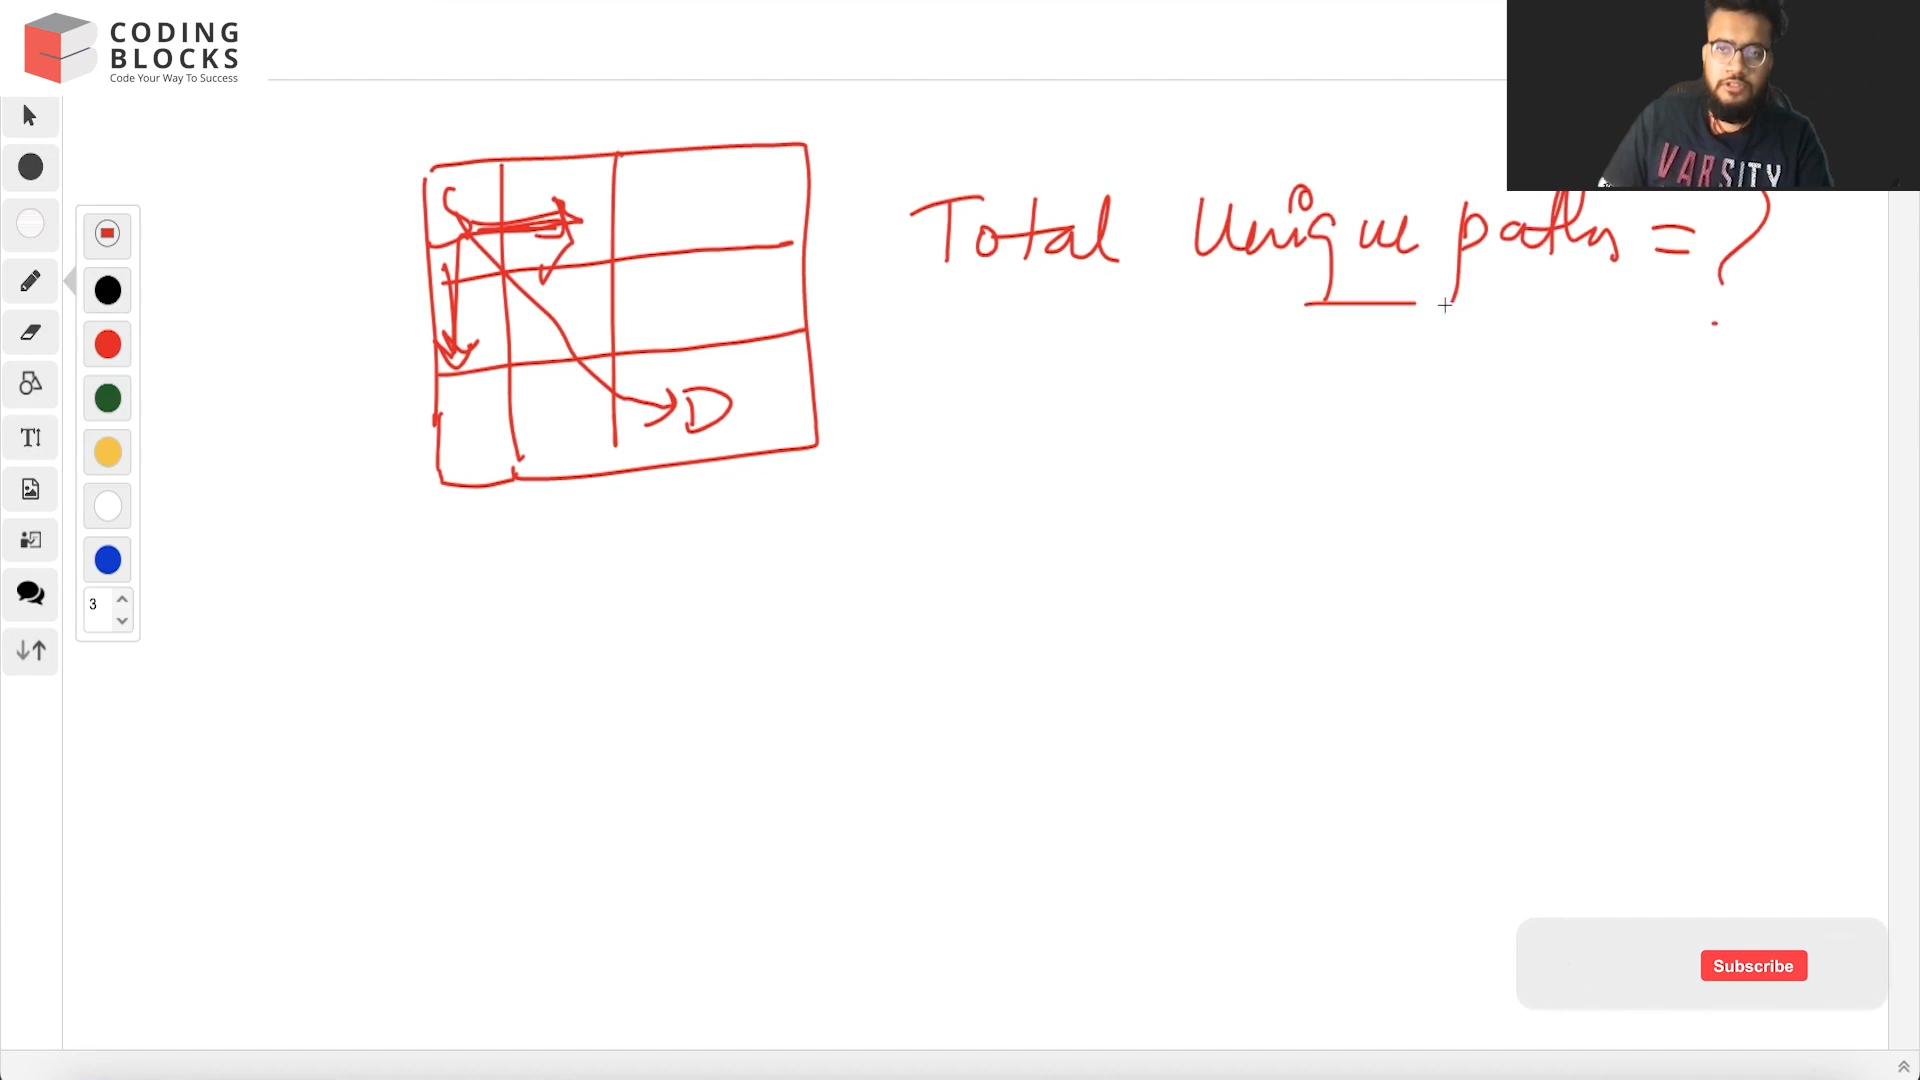 CODING
BLOCKS
Code Your Way To Success
VARSITY
S
Total Unique paths = ?
D
3
Subscribe